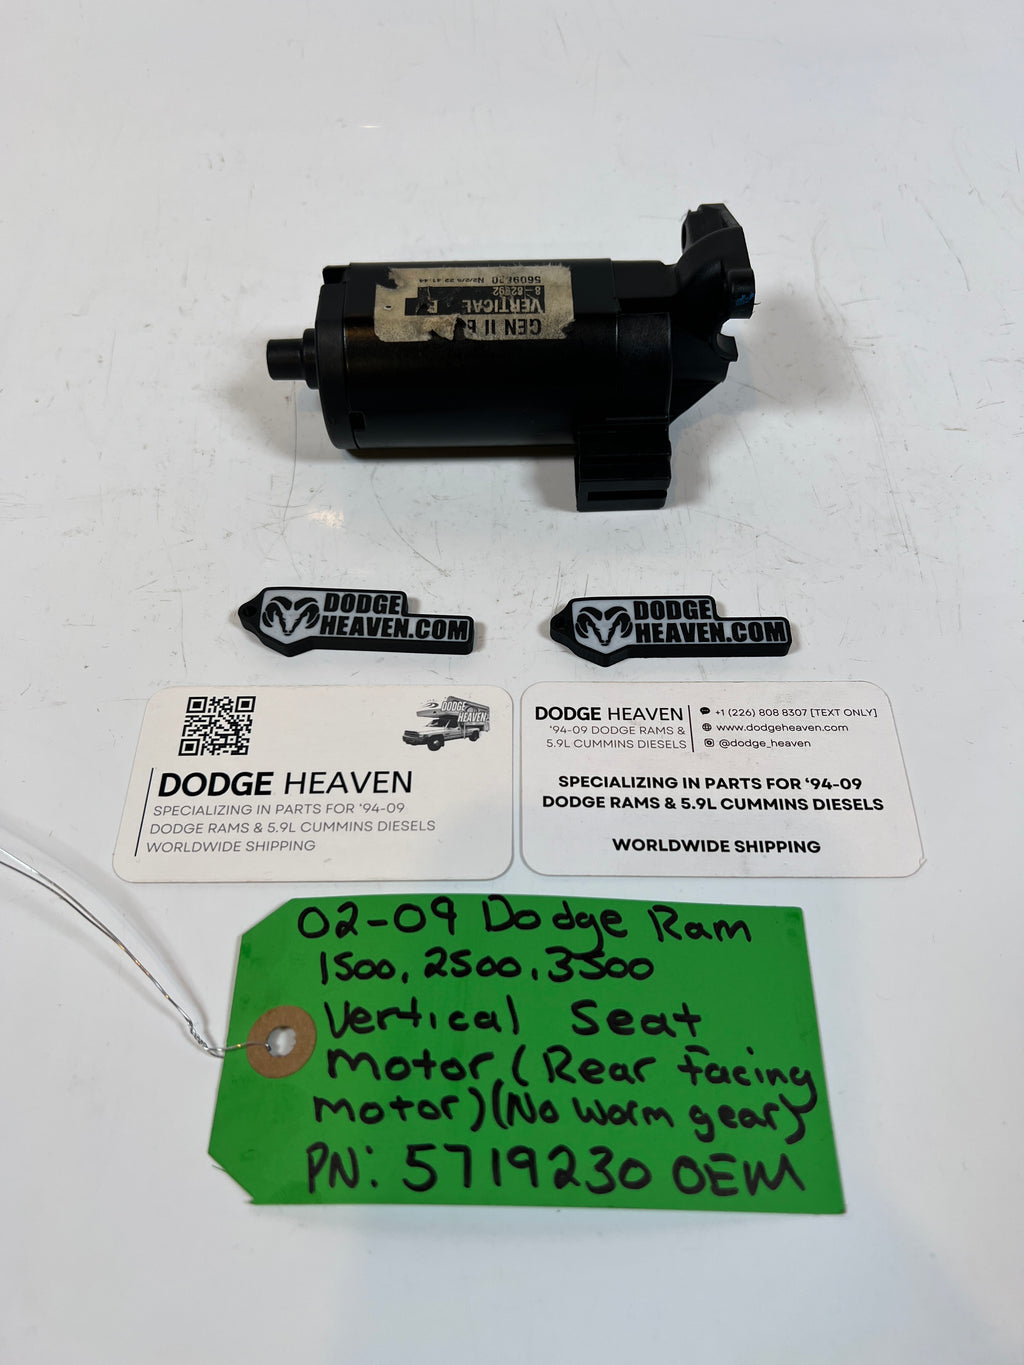 GEN II
VERTICAL
DODGE
HEAVEN.COM
DODGE
HEAVEN.COM
DODGE
HEAVEN
DODGE HEAVEN
SPECIALIZING IN PARTS FOR '94-09
DODGE RAMS & 5.9L CUMMINS DIESELS
WORLDWIDE SHIPPING
DODGE HEAVEN
'94-09 DODGE RAMS &
5.9L CUMMINS DIESELS
+1 (226) 808 8307 [TEXT ONLY]
www.dodgeheaven.com
@dodge_heaven
SPECIALIZING IN PARTS FOR '94-09
DODGE RAMS & 5.9L CUMMINS DIESELS
WORLDWIDE SHIPPING
02-09 Dodge Ram
1500, 2500, 3500
Vertical Seat
Motor (Rear facing
motor) (No worm gear)
PN: 5719230 OEM